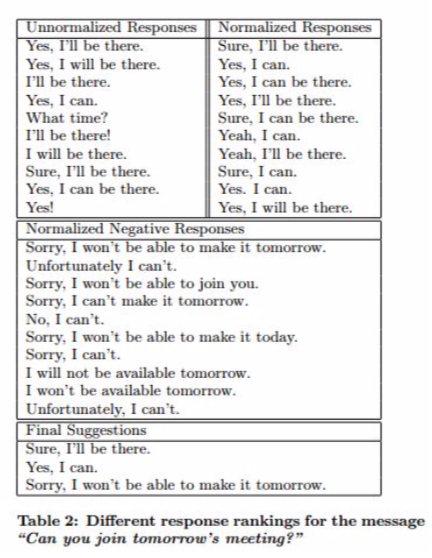 Unnormalized Responses Normalized Responses
Yes, I'll be there. Sure, I'll be there.
Yes, I will be there. Yes, I can.
I'll be there. Yes, I can be there.
Yes, I can. Yes, I'll be there.
What time? Sure, I can be there.
I'll be there! Yeah, I can.
I will be there. Yeah, I'll be there.
Sure, I'll be there. Sure, I can.
Yes, I can be there. Yes. I can.
Yes! Yes, I will be there.
Normalized Negative Responses
Sorry, I won't be able to make it tomorrow.
Unfortunately I can't.
Sorry, I won't be able to join you.
Sorry, I can't make it tomorrow.
No, I can't.
Sorry, I won't be able to make it today.
Sorry, I can't.
I will not be available tomorrow.
I won't be available tomorrow.
Unfortunately, I can't.
Final Suggestions
Sure, I'll be there.
Yes, I can.
Sorry, I won't be able to make it tomorrow.
Table 2: Different response rankings for the message
"Can you join tomorrow's meeting?"